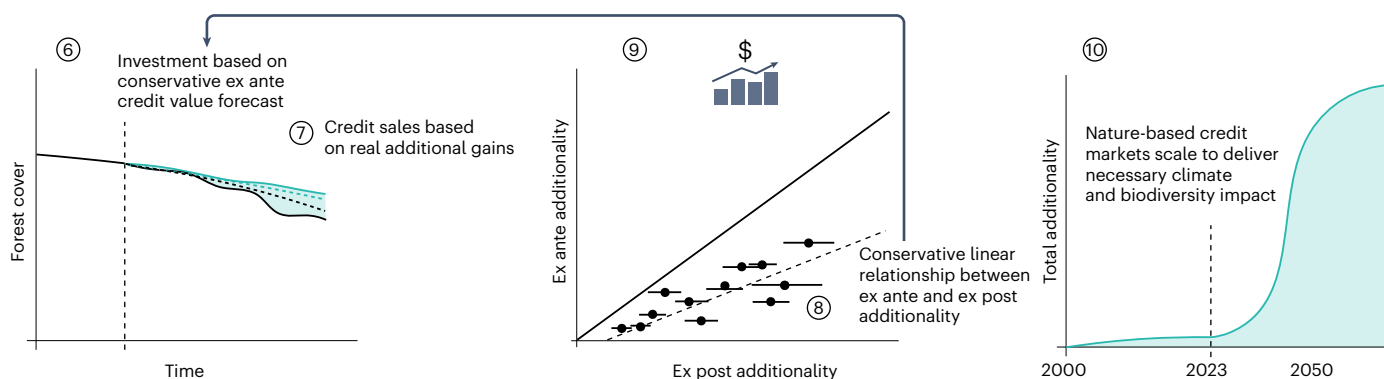 ⑥
Investment based on
conservative ex ante
credit value forecast
⑦ Credit sales based
on real additional gains
Forest cover
Time
⑨
$
Ex ante additionality
Conservative linear
relationship between
⑧ ex ante and ex post
additionality
Ex post additionality
⑩
Nature-based credit
markets scale to deliver
necessary climate
and biodiversity impact
Total additionality
2000 2023 2050